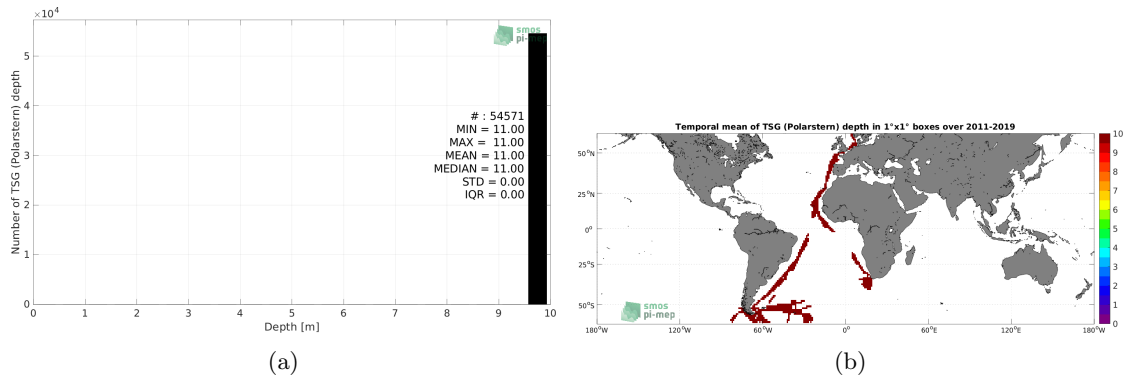 ×10⁴
smos
pi-mep
5
4
3
2
1
0
Number of TSG (Polarstern) depth
# : 54571
MIN = 11.00
MAX = 11.00
MEAN = 11.00
MEDIAN = 11.00
STD = 0.00
IQR = 0.00
0 1 2 3 4 5 6 7 8 9 10
Depth [m]
(a)
Temporal mean of TSG (Polarstern) depth in 1°x1° boxes over 2011-2019
50°N
25°N
0°
25°S
50°S
180°W 120°W 60°W 0° 60°E 120°E 180°E
smos
pi-mep
10
9
8
7
6
5
4
3
2
1
0
(b)